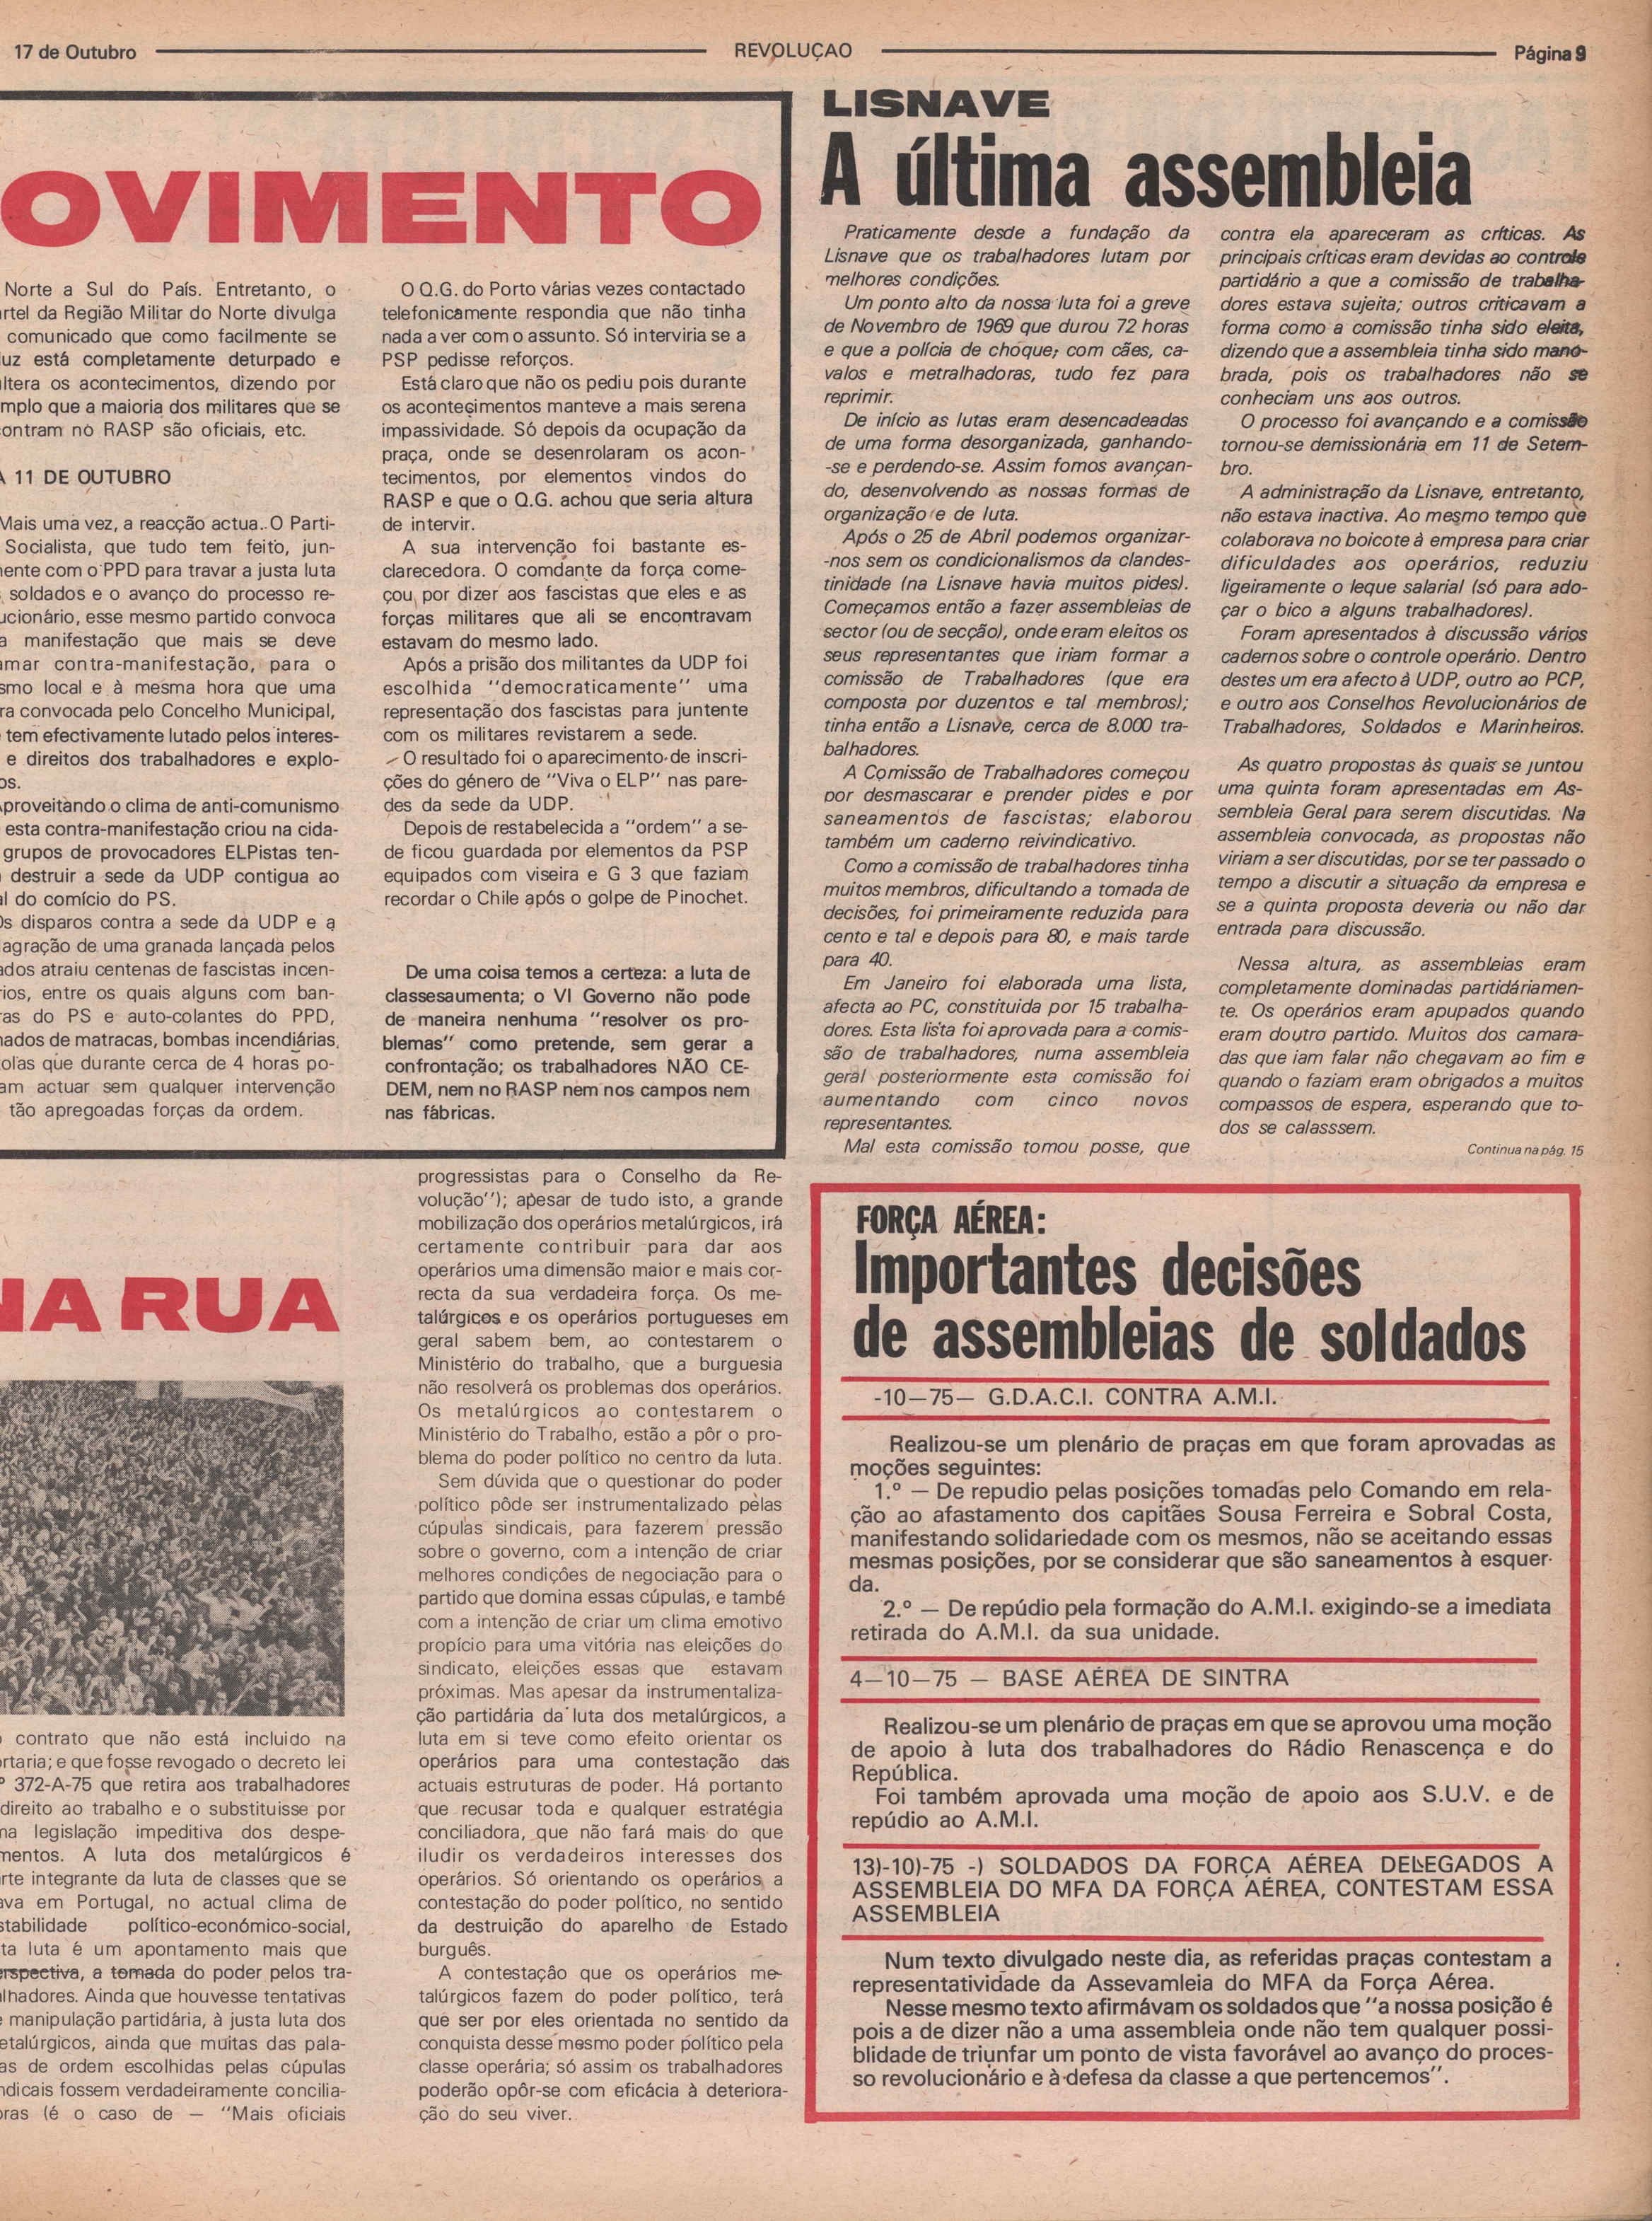 17 de Outubro
REVOLUÇAO
Página 9
OVIMENTO
Norte a Sul do País. Entretanto, o
rtel da Região Militar do Norte divulga
comunicado que como facilmente se
luz está completamente deturpado e
ltera os acontecimentos, dizendo por
mplo que a maioria dos militares que se
ontram no RASP são oficiais, etc.
A 11 DE OUTUBRO
Mais uma vez, a reacção actua. O Parti-
Socialista, que tudo tem feito, jun-
ente com o PPD para travar a justa luta
soldados e o avanço do processo re-
ucionário, esse mesmo partido convoca
a manifestação que mais se deve
amar contra-manifestação, para o
smo local e à mesma hora que uma
ra convocada pelo Concelho Municipal,
tem efectivamente lutado pelos interes-
e direitos dos trabalhadores e explo-
os.
Aproveitando o clima de anti-comunismo
esta contra-manifestação criou na cida-
grupos de provocadores ELPistas ten-
destruir a sede da UDP contigua ao
al do comício do PS.
Os disparos contra a sede da UDP e a
lagração de uma granada lançada pelos
ados atraiu centenas de fascistas incen-
rios, entre os quais alguns com ban-
ras do PS e auto-colantes do PPD,
nados de matracas, bombas incendiárias,
olas que durante cerca de 4 horas po-
am actuar sem qualquer intervenção
tão apregoadas forças da ordem.
O Q.G. do Porto várias vezes contactado
telefonicamente respondia que não tinha
nada a ver com o assunto. Só interviria se a
PSP pedisse reforços.
Está claro que não os pediu pois durante
os acontecimentos manteve a mais serena
impassividade. Só depois da ocupação da
praça, onde se desenrolaram os acon-
tecimentos, por elementos vindos do
RASP e que o Q.G. achou que seria altura
de intervir.
A sua intervenção foi bastante es-
clarecedora. O comdante da força come-
çou por dizer aos fascistas que eles e as
forças militares que ali se encontravam
estavam do mesmo lado.
Após a prisão dos militantes da UDP foi
escolhida "democraticamente" uma
representação dos fascistas para juntente
com os militares revistarem a sede.
O resultado foi o aparecimento de inscri-
ções do género de "Viva o ELP" nas pare-
des da sede da UDP.
Depois de restabelecida a "ordem" a se-
de ficou guardada por elementos da PSP
equipados com viseira e G 3 que faziam
recordar o Chile após o golpe de Pinochet.
De uma coisa temos a certeza: a luta de
classesaumenta; o VI Governo não pode
de maneira nenhuma "resolver os pro-
blemas" como pretende, sem gerar a
confrontação; os trabalhadores NÃO CE-
DEM, nem no RASP nem nos campos nem
nas fábricas.
LISNAVE
A última assembleia
Praticamente desde a fundação da
Lisnave que os trabalhadores lutam por
melhores condições.
Um ponto alto da nossa luta foi a greve
de Novembro de 1969 que durou 72 horas
e que a polícia de choque, com cães, ca-
valos e metralhadoras, tudo fez para
reprimir.
De início as lutas eram desencadeadas
de uma forma desorganizada, ganhando-
-se e perdendo-se. Assim fomos avançan-
do, desenvolvendo as nossas formas de
organização e de luta.
Após o 25 de Abril podemos organizar-
-nos sem os condicionalismos da clandes-
tinidade (na Lisnave havia muitos pides).
Começamos então a fazer assembleias de
sector (ou de secção), onde eram eleitos os
seus representantes que iriam formar a
comissão de Trabalhadores (que era
composta por duzentos e tal membros);
tinha então a Lisnave, cerca de 8.000 tra-
balhadores.
A Comissão de Trabalhadores começou
por desmascarar e prender pides e por
saneamentos de fascistas; elaborou
também um caderno reivindicativo.
Como a comissão de trabalhadores tinha
muitos membros, dificultando a tomada de
decisões, foi primeiramente reduzida para
cento e tal e depois para 80, e mais tarde
para 40.
Em Janeiro foi elaborada uma lista,
afecta ao PC, constituida por 15 trabalha-
dores. Esta lista foi aprovada para a comis-
são de trabalhadores, numa assembleia
geral posteriormente esta comissão foi
aumentando com cinco novos
representantes.
Mal esta comissão tomou posse, que
contra ela apareceram as críticas. As
principais críticas eram devidas ao controle
partidário a que a comissão de trabalha-
dores estava sujeita; outros criticavam a
forma como a comissão tinha sido eleita,
dizendo que a assembleia tinha sido mano-
brada, pois os trabalhadores não se
conheciam uns aos outros.
O processo foi avançando e a comissão
tornou-se demissionária em 11 de Setem-
bro.
A administração da Lisnave, entretanto,
não estava inactiva. Ao mesmo tempo que
colaborava no boicote à empresa para criar
dificuldades aos operários, reduziu
ligeiramente o leque salarial (só para ado-
çar o bico a alguns trabalhadores).
Foram apresentados à discussão vários
cadernos sobre o controle operário. Dentro
destes um era afecto à UDP, outro ao PCP,
e outro aos Conselhos Revolucionários de
Trabalhadores, Soldados e Marinheiros.
As quatro propostas às quais se juntou
uma quinta foram apresentadas em As-
sembleia Geral para serem discutidas. Na
assembleia convocada, as propostas não
viriam a ser discutidas, por se ter passado o
tempo a discutir a situação da empresa e
se a quinta proposta deveria ou não dar
entrada para discussão.
Nessa altura, as assembleias eram
completamente dominadas partidáriamen-
te. Os operários eram apupados quando
eram doutro partido. Muitos dos camara-
das que iam falar não chegavam ao fim e
quando o faziam eram obrigados a muitos
compassos de espera, esperando que to-
dos se calasssem.
Continua na pág. 15
NA RUA
o contrato que não está incluido na
ortaria; e que fosse revogado o decreto lei
º 372-A-75 que retira aos trabalhadores
direito ao trabalho e o substituisse por
ma legislação impeditiva dos despe-
mentos. A luta dos metalúrgicos é
rte integrante da luta de classes que se
ava em Portugal, no actual clima de
stabilidade político-económico-social,
ta luta é um apontamento mais que
erspectiva, a tomada do poder pelos tra-
alhadores. Ainda que houvesse tentativas
e manipulação partidária, à justa luta dos
etalúrgicos, ainda que muitas das pala-
as de ordem escolhidas pelas cúpulas
ndicais fossem verdadeiramente concilia-
oras (é o caso de — "Mais oficiais
progressistas para o Conselho da Re-
volução"); apesar de tudo isto, a grande
mobilização dos operários metalúrgicos, irá
certamente contribuir para dar aos
operários uma dimensão maior e mais cor-
recta da sua verdadeira força. Os me-
talúrgicos e os operários portugueses em
geral sabem bem, ao contestarem o
Ministério do trabalho, que a burguesia
não resolverá os problemas dos operários.
Os metalúrgicos ao contestarem o
Ministério do Trabalho, estão a pôr o pro-
blema do poder político no centro da luta.
Sem dúvida que o questionar do poder
político pôde ser instrumentalizado pelas
cúpulas sindicais, para fazerem pressão
sobre o governo, com a intenção de criar
melhores condições de negociação para o
partido que domina essas cúpulas, e també
com a intenção de criar um clima emotivo
propício para uma vitória nas eleições do
sindicato, eleições essas que estavam
próximas. Mas apesar da instrumentaliza-
ção partidária da luta dos metalúrgicos, a
luta em si teve como efeito orientar os
operários para uma contestação das
actuais estruturas de poder. Há portanto
que recusar toda e qualquer estratégia
conciliadora, que não fará mais do que
iludir os verdadeiros interesses dos
operários. Só orientando os operários a
contestação do poder político, no sentido
da destruição do aparelho de Estado
burguês.
A contestação que os operários me-
talúrgicos fazem do poder político, terá
que ser por eles orientada no sentido da
conquista desse mesmo poder político pela
classe operária; só assim os trabalhadores
poderão opôr-se com eficácia à deteriora-
ção do seu viver.
FORÇA AÉREA:
Importantes decisões
de assembleias de soldados
-10—75— G.D.A.C.I. CONTRA A.M.I.
Realizou-se um plenário de praças em que foram aprovadas as
moções seguintes:
1.º — De repudio pelas posições tomadas pelo Comando em rela-
ção ao afastamento dos capitães Sousa Ferreira e Sobral Costa,
manifestando solidariedade com os mesmos, não se aceitando essas
mesmas posições, por se considerar que são saneamentos à esquer-
da.
2.º — De repúdio pela formação do A.M.I. exigindo-se a imediata
retirada do A.M.I. da sua unidade.
4—10—75 — BASE AÉREA DE SINTRA
Realizou-se um plenário de praças em que se aprovou uma moção
de apoio à luta dos trabalhadores do Rádio Renascença e do
República.
Foi também aprovada uma moção de apoio aos S.U.V. e de
repúdio ao A.M.I.
13)-10)-75 -) SOLDADOS DA FORÇA AÉREA DELEGADOS A
ASSEMBLEIA DO MFA DA FORÇA AÉREA, CONTESTAM ESSA
ASSEMBLEIA
Num texto divulgado neste dia, as referidas praças contestam a
representatividade da Assevamleia do MFA da Força Aérea.
Nesse mesmo texto afirmávam os soldados que "a nossa posição é
pois a de dizer não a uma assembleia onde não tem qualquer possi-
blidade de triunfar um ponto de vista favorável ao avanço do proces-
so revolucionário e à defesa da classe a que pertencemos".